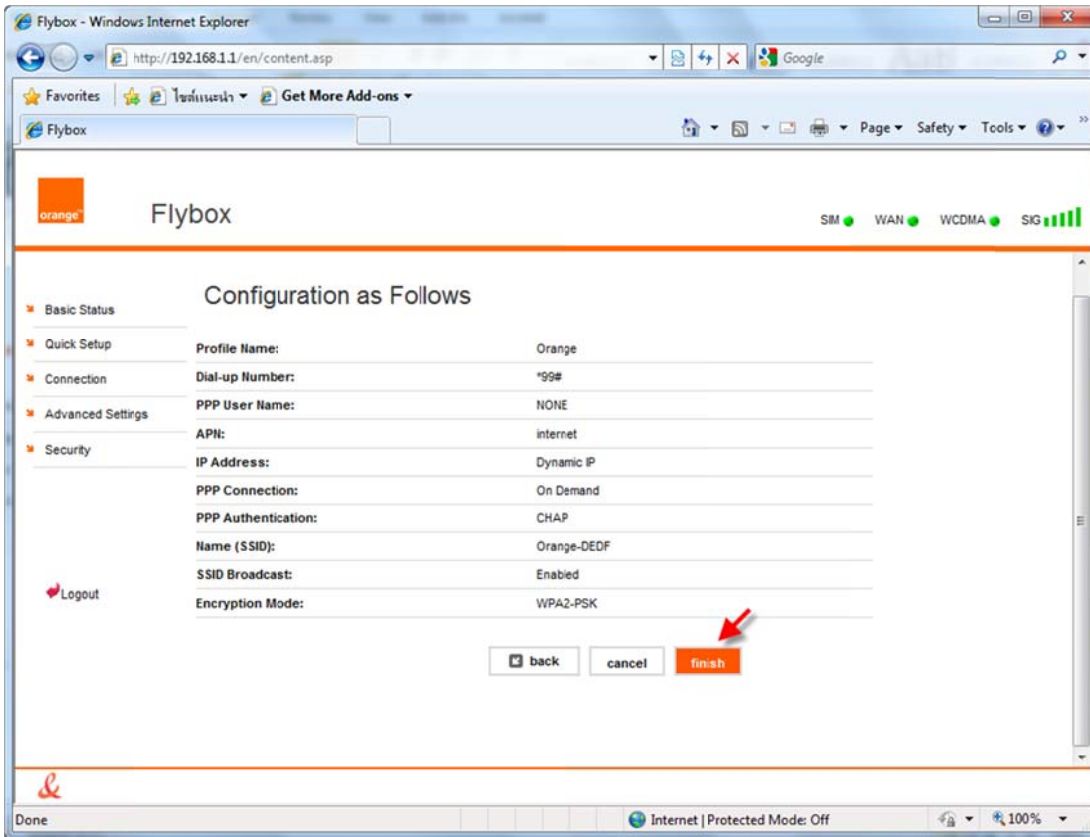 Flybox - Windows Internet Explorer
http://192.168.1.1/en/content.asp
Google
Favorites ไซต์แนะนำ Get More Add-ons
Flybox
Page Safety Tools
orange™
Flybox
SIM WAN WCDMA SIG
Configuration as Follows
Basic Status
Quick Setup
Connection
Advanced Settings
Security
Logout
Profile Name: Orange
Dial-up Number: *99#
PPP User Name: NONE
APN: internet
IP Address: Dynamic IP
PPP Connection: On Demand
PPP Authentication: CHAP
Name (SSID): Orange-DEDF
SSID Broadcast: Enabled
Encryption Mode: WPA2-PSK
back cancel finish
&
Done Internet | Protected Mode: Off 100%